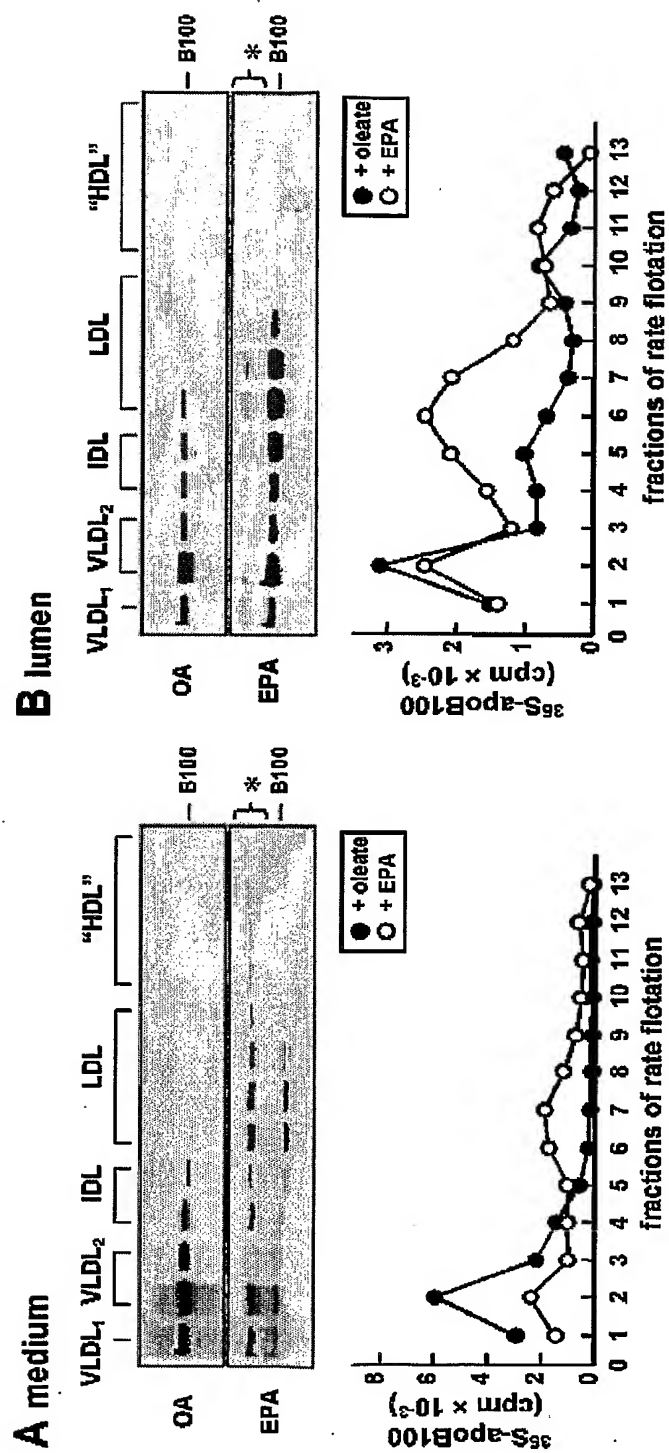 A medium
VLDL₁ VLDL₂ IDL LDL "HDL"
OA
– B100
EPA
*
– B100
● + oleate
○ + EPA
³⁵S-apoB100
(cpm × 10⁻³)
8
6
4
2
0
0 1 2 3 4 5 6 7 8 9 10 11 12 13
fractions of rate flotation
B lumen
VLDL₁ VLDL₂ IDL LDL "HDL"
OA
– B100
EPA
*
– B100
● + oleate
○ + EPA
³⁵S-apoB100
(cpm × 10⁻³)
3
2
1
0
0 1 2 3 4 5 6 7 8 9 10 11 12 13
fractions of rate flotation